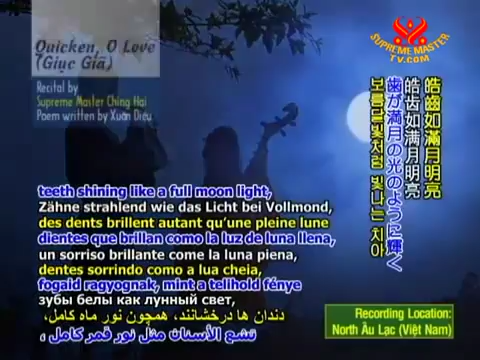 Quicken, O Love
(Giục Giã)
Recital by
Supreme Master Ching Hai
Poem written by Xuân Diệu
SUPREME MASTER
TV.COM
皓齒如滿月明亮
皓齿如满月明亮
歯が満月の光のように輝く
보름달빛처럼 빛나는 치아
teeth shining like a full moon light,
Zähne strahlend wie das Licht bei Vollmond,
des dents brillent autant qu'une pleine lune
dientes que brillan como la luz de luna llena,
un sorriso brillante come la luna piena,
dentes sorrindo como a lua cheia,
fogaid ragyognak, mint a telihold fénye
зубы белы как лунный свет,
دندان ها درخشانند، همچون نور ماه کامل،
تشع الأسنان مثل نور قمر كامل ،
Recording Location:
North Âu Lạc (Việt Nam)